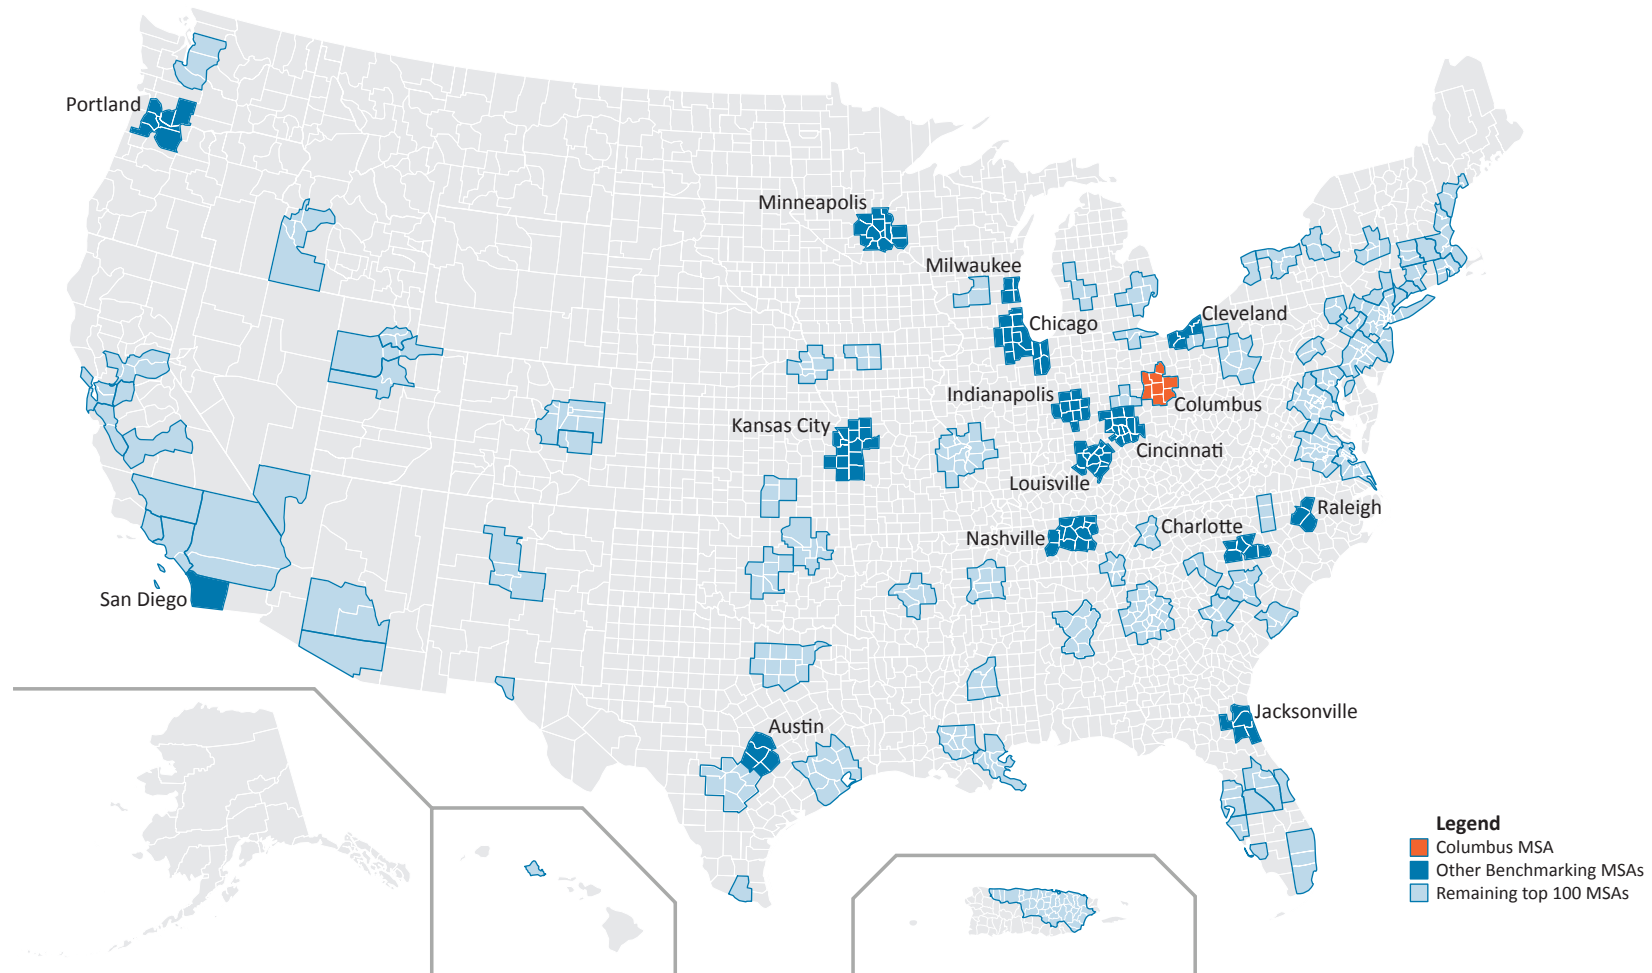 Portland
Minneapolis
Milwaukee
Cleveland
Chicago
Indianapolis
Columbus
Kansas City
Cincinnati
Louisville
Raleigh
Charlotte
Nashville
San Diego
Jacksonville
Austin
Legend
Columbus MSA
Other Benchmarking MSAs
Remaining top 100 MSAs